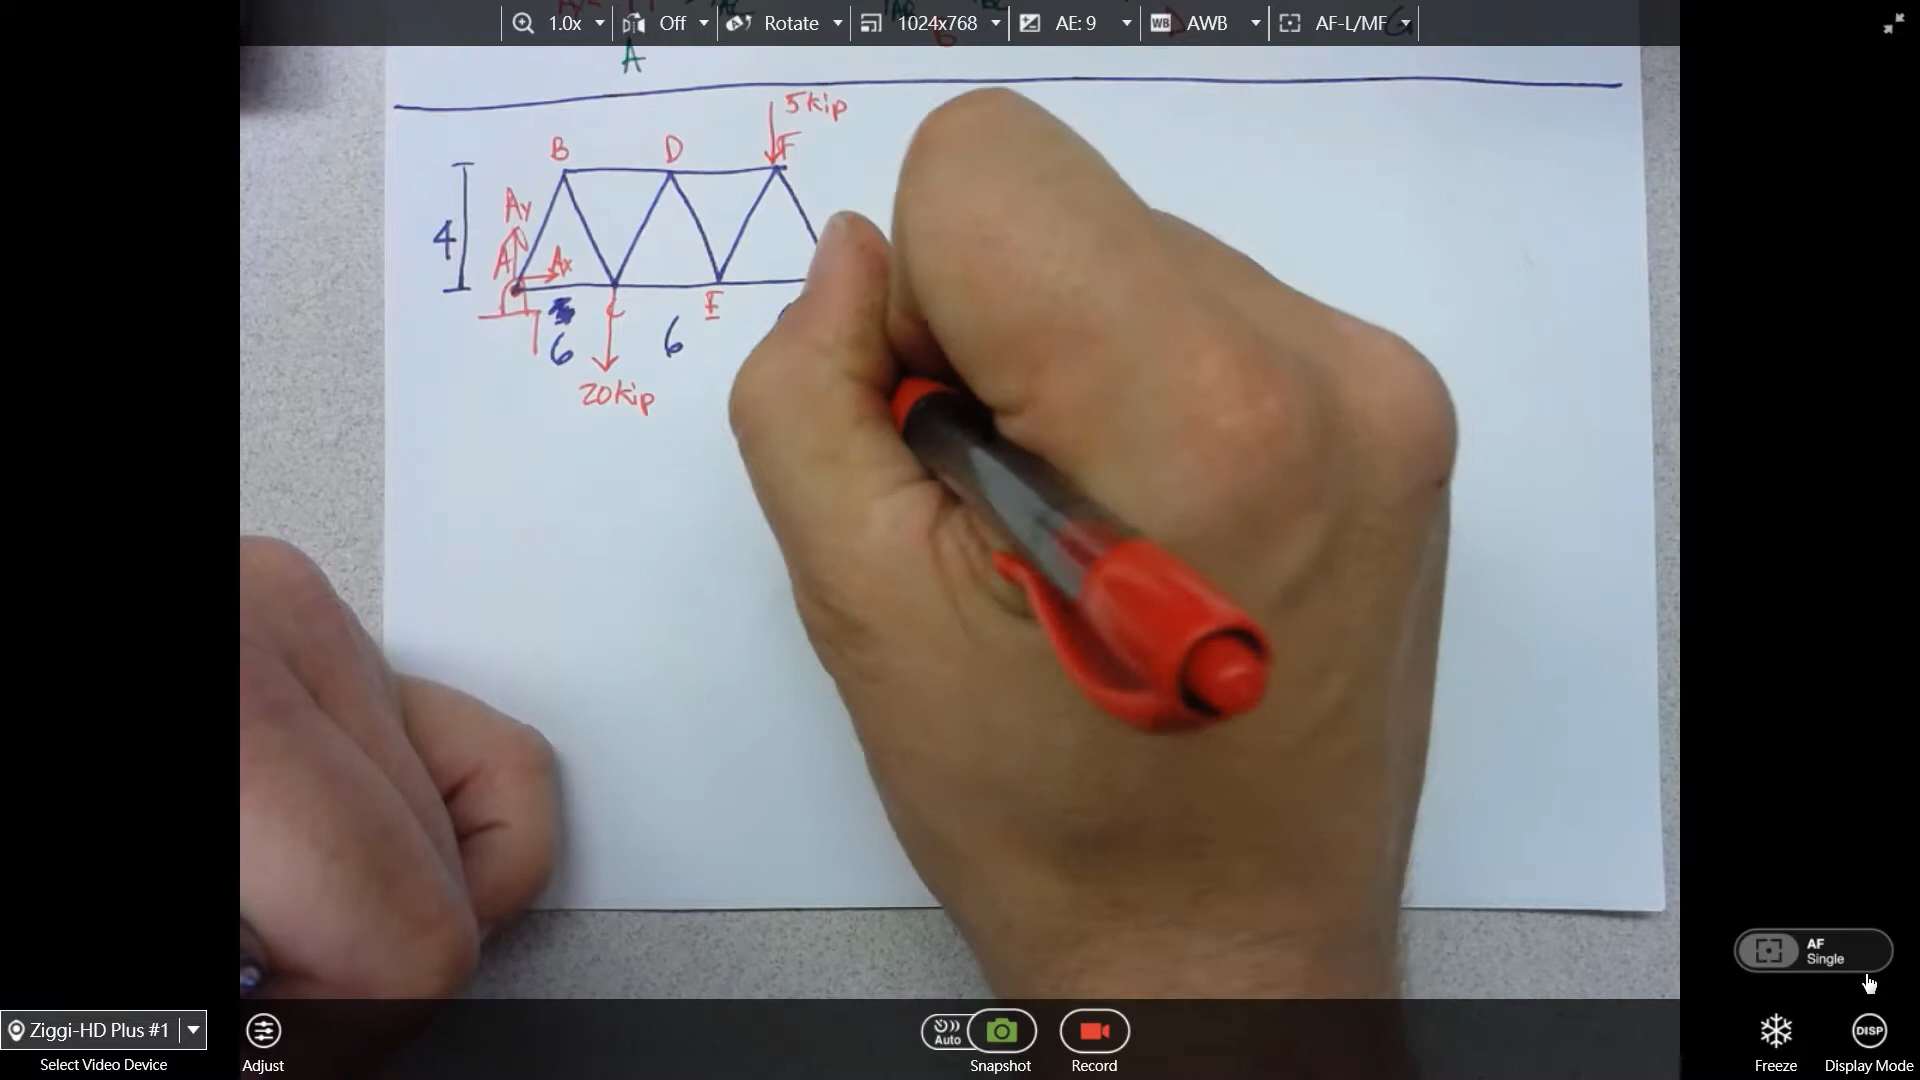 1.0x
Off
Rotate
1024x768
AE: 9
WB
AWB
AF-L/MF
A
5kip
B
D
F
Ay
4
A
Ax
C
E
6
6
20kip
AF
Single
Ziggi-HD Plus #1
Select Video Device
Adjust
Auto
Snapshot
Record
Freeze
DISP
Display Mode